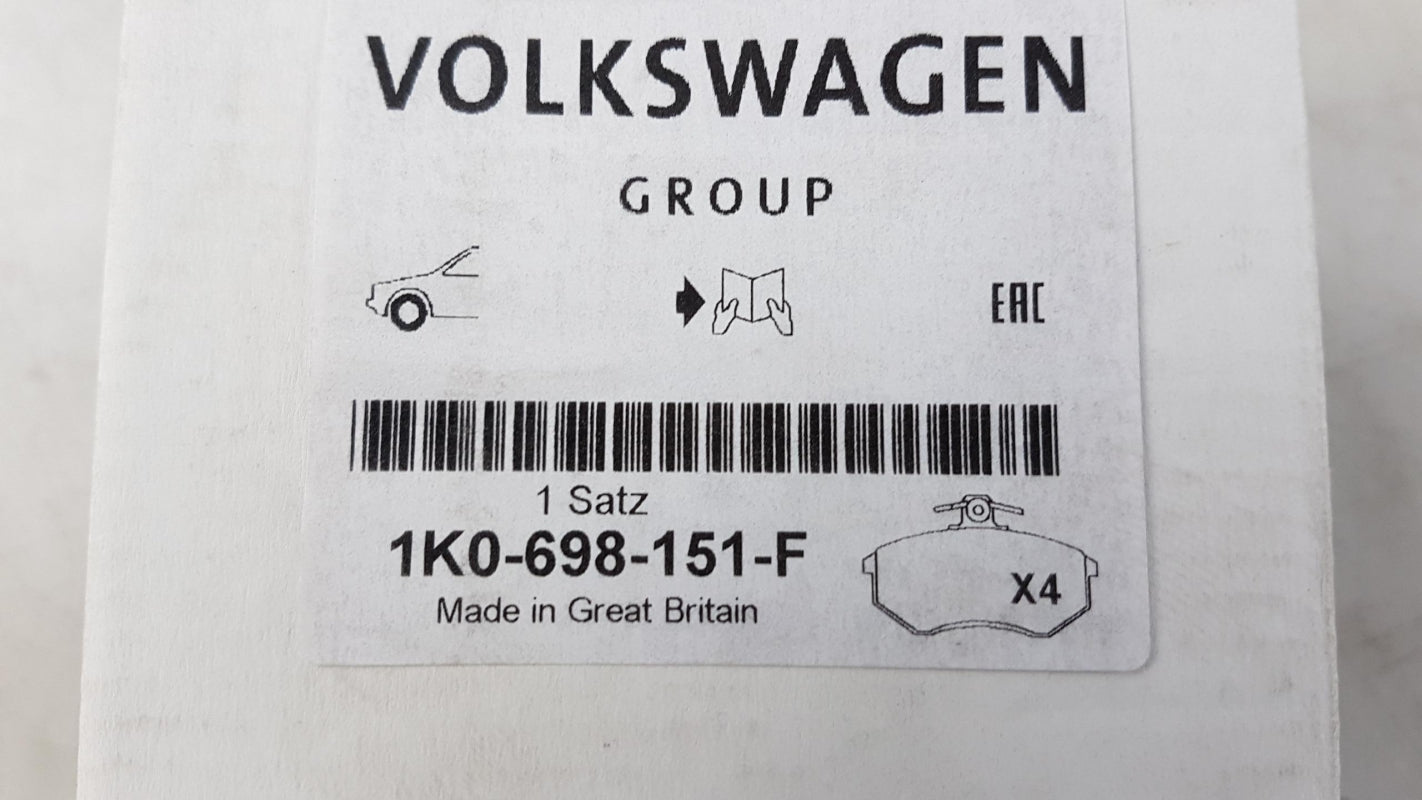 VOLKSWAGEN
GROUP
EAC
1 Satz
1K0-698-151-F
X4
Made in Great Britain